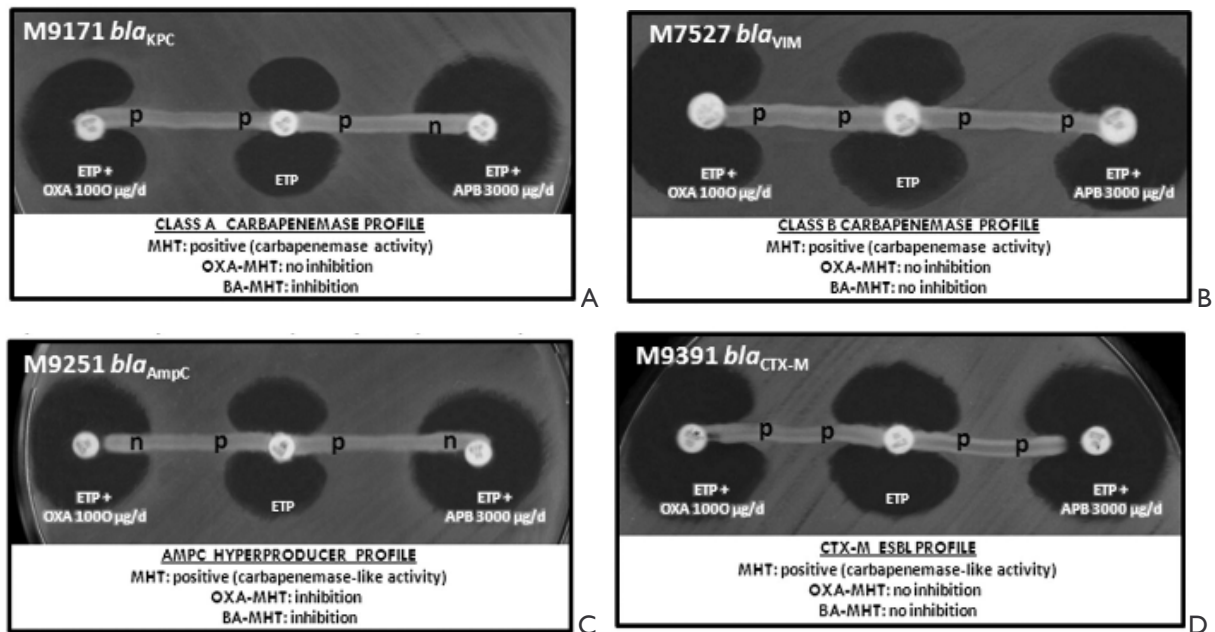 M9171 blaKPC
p p p n
ETP +
OXA 1000 µg/d
ETP
ETP +
APB 3000 µg/d
CLASS A CARBAPENEMASE PROFILE
MHT: positive (carbapenemase activity)
OXA-MHT: no inhibition
BA-MHT: inhibition
A
M7527 blaVIM
p p p p
ETP +
OXA 1000 µg/d
ETP
ETP +
APB 3000 µg/d
CLASS B CARBAPENEMASE PROFILE
MHT: positive (carbapenemase activity)
OXA-MHT: no inhibition
BA-MHT: no inhibition
B
M9251 blaAmpC
n p p n
ETP +
OXA 1000 µg/d
ETP
ETP +
APB 3000 µg/d
AMPC HYPERPRODUCER PROFILE
MHT: positive (carbapenemase-like activity)
OXA-MHT: inhibition
BA-MHT: inhibition
C
M9391 blaCTX-M
p p p p
ETP +
OXA 1000 µg/d
ETP
ETP +
APB 3000 µg/d
CTX-M ESBL PROFILE
MHT: positive (carbapenemase-like activity)
OXA-MHT: no inhibition
BA-MHT: no inhibition
D